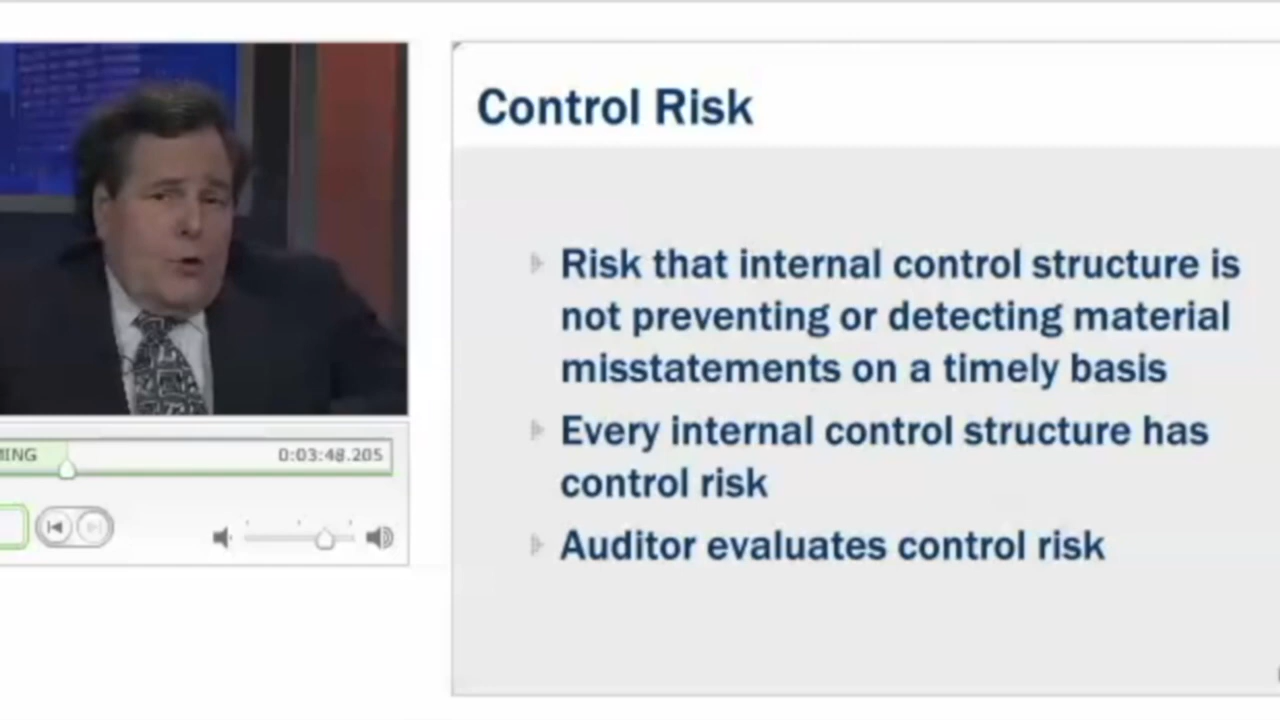 Control Risk
Risk that internal control structure is
not preventing or detecting material
misstatements on a timely basis
Every internal control structure has
control risk
Auditor evaluates control risk
0:03:48.205